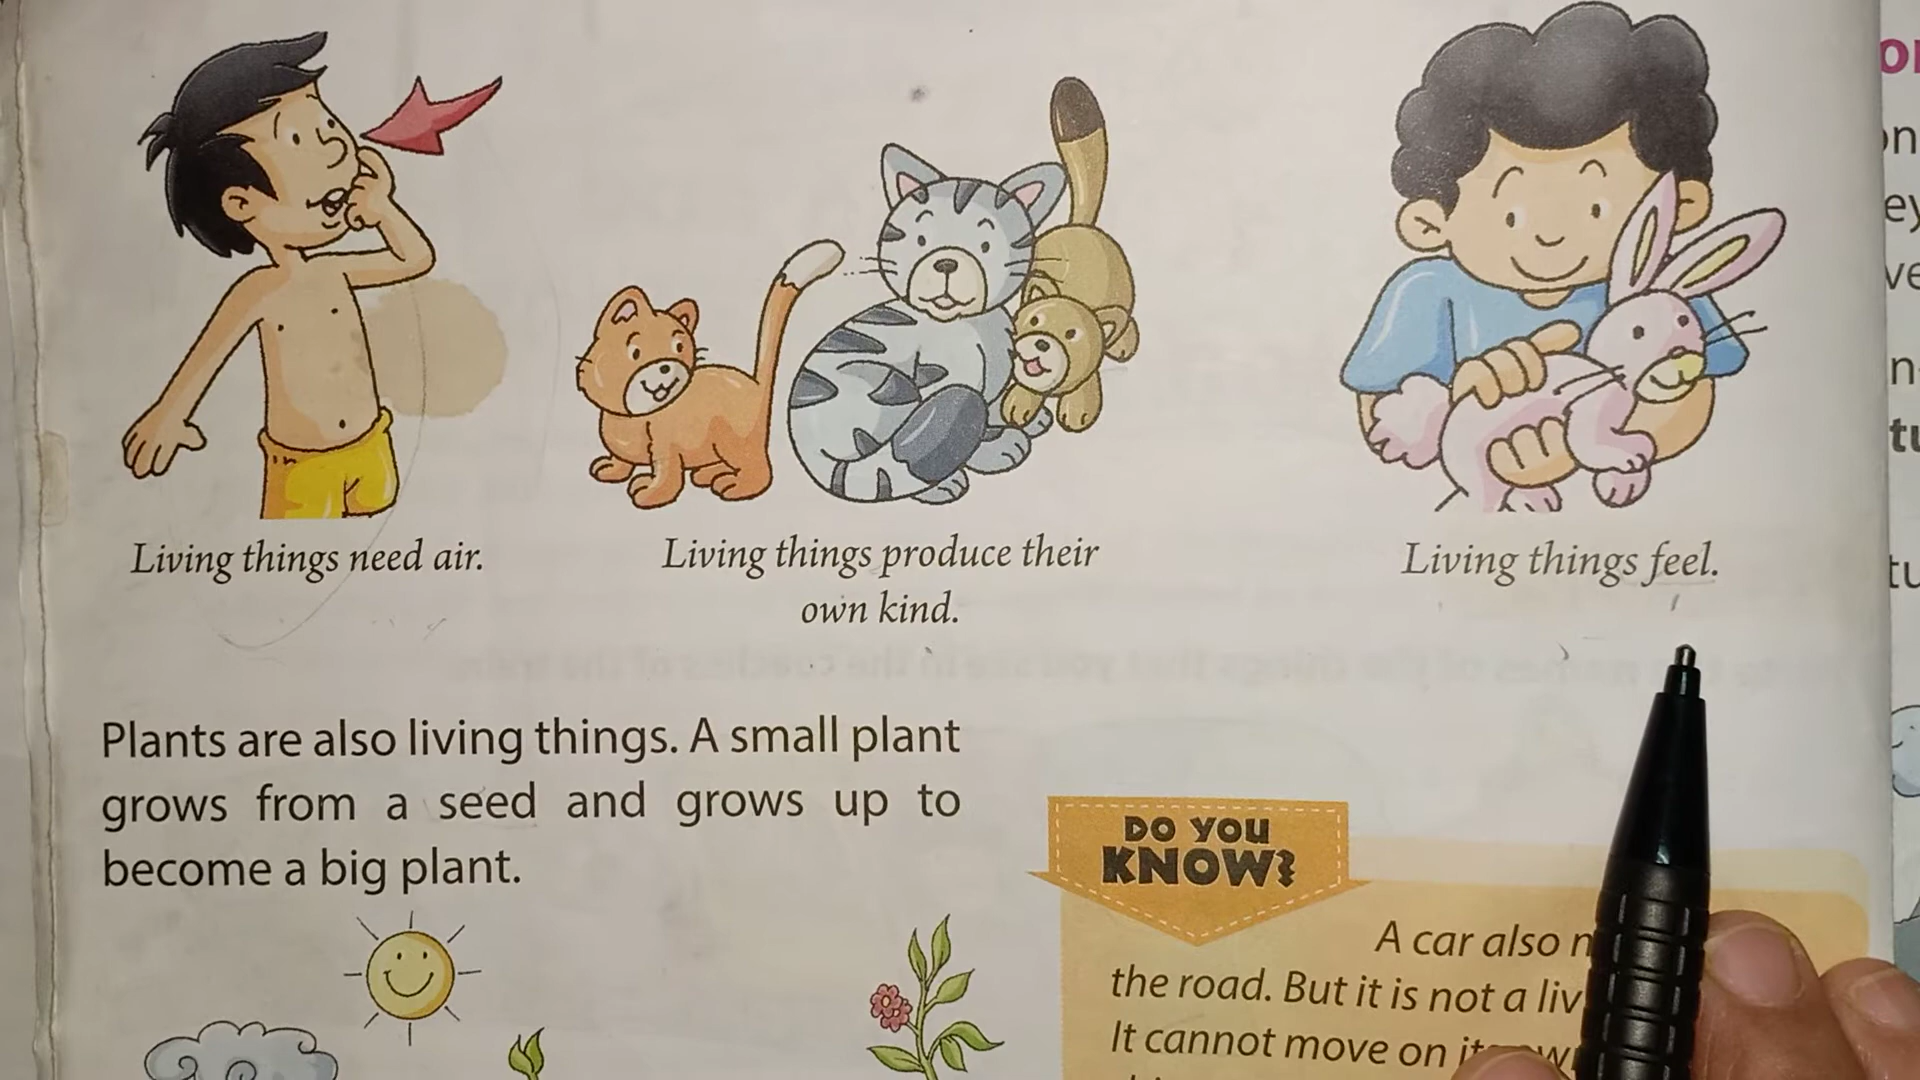 Living things need air.
Living things produce their
own kind.
Living things feel.
Plants are also living things. A small plant
grows from a seed and grows up to
become a big plant.
DO YOU
KNOW?
A car also
the road. But it is not a
It cannot move on